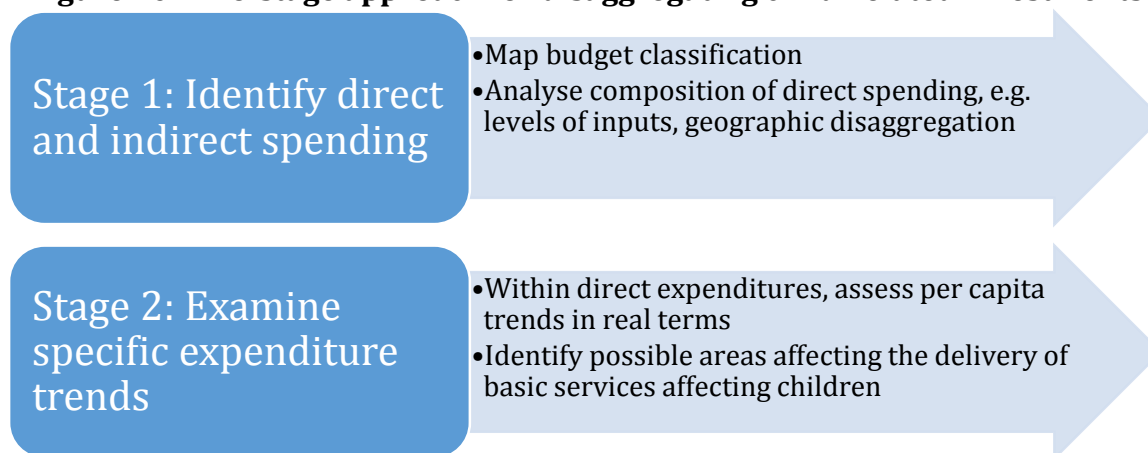 Stage 1: Identify direct
and indirect spending
•Map budget classification
•Analyse composition of direct spending, e.g.
levels of inputs, geographic disaggregation
Stage 2: Examine
specific expenditure
trends
•Within direct expenditures, assess per capita
trends in real terms
•Identify possible areas affecting the delivery of
basic services affecting children